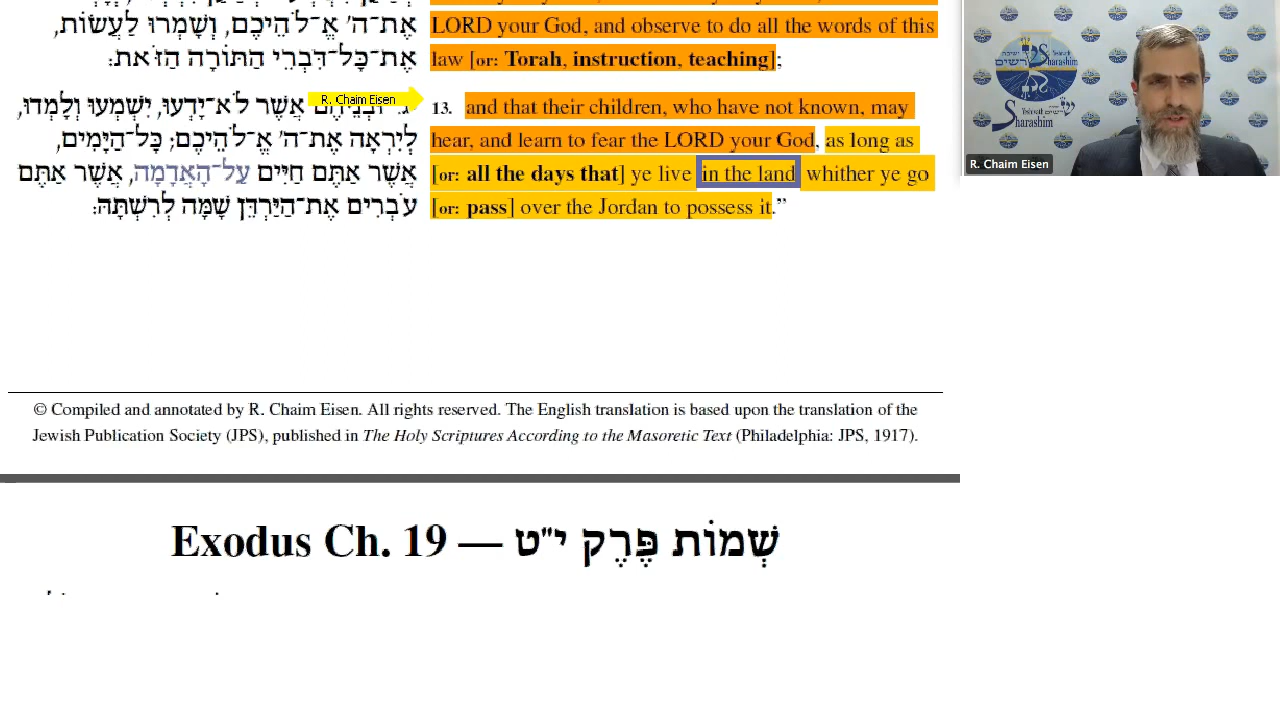 אֶת־ה׳ אֱ־לֹהֵיכֶם, וְשָׁמְרוּ לַעֲשׂוֹת,
אֶת־כָּל־דִּבְרֵי הַתּוֹרָה הַזֹּאת:
אֲשֶׁר לֹא־יָדְעוּ, יִשְׁמְעוּ וְלָמְדוּ,
לְיִרְאָה אֶת־ה׳ אֱ־לֹהֵיכֶם; כָּל־הַיָּמִים,
אֲשֶׁר אַתֶּם חַיִּים עַל־הָאֲדָמָה, אֲשֶׁר אַתֶּם
עֹבְרִים אֶת־הַיַּרְדֵּן שָׁמָּה לְרִשְׁתָּהּ:
R. Chaim Eisen
LORD your God, and observe to do all the words of this
law [or: Torah, instruction, teaching];
13. and that their children, who have not known, may
hear, and learn to fear the LORD your God, as long as
[or: all the days that] ye live in the land whither ye go
[or: pass] over the Jordan to possess it.”
© Compiled and annotated by R. Chaim Eisen. All rights reserved. The English translation is based upon the translation of the
Jewish Publication Society (JPS), published in The Holy Scriptures According to the Masoretic Text (Philadelphia: JPS, 1917).
Exodus Ch. 19 — שְׁמוֹת פֶּרֶק י״ט
Yeshivath
Sharashim
R. Chaim Eisen